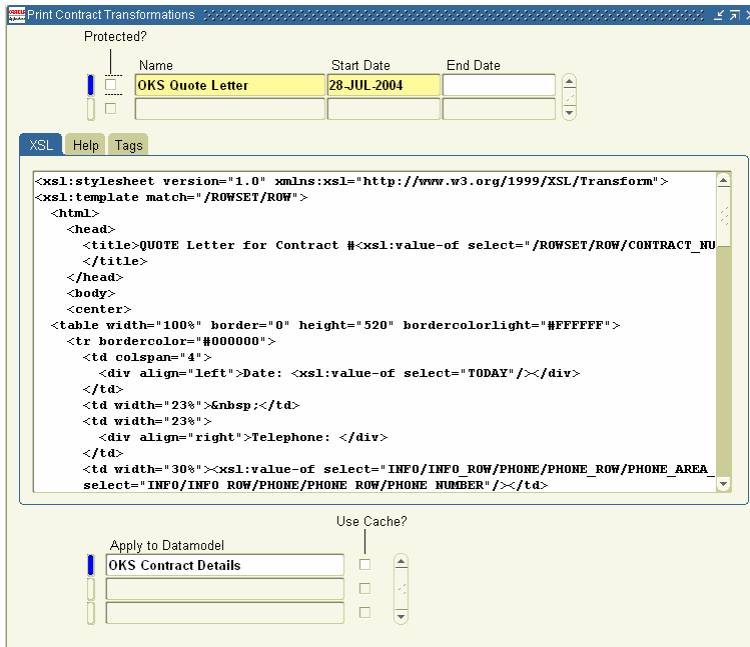 ORACLE
Applications
Print Contract Transformations
Protected?
Name Start Date End Date
OKS Quote Letter 28-JUL-2004
XSL Help Tags
<xsl:stylesheet version="1.0" xmlns:xsl="http://www.w3.org/1999/XSL/Transform">
<xsl:template match="/ROWSET/ROW">
<html>
<head>
<title>QUOTE Letter for Contract #<xsl:value-of select="/ROWSET/ROW/CONTRACT_NU
</title>
</head>
<body>
<center>
<table width="100%" border="0" height="520" bordercolorlight="#FFFFFF">
<tr bordercolor="#000000">
<td colspan="4">
<div align="left">Date: <xsl:value-of select="TODAY"/></div>
</td>
<td width="23%">&nbsp;</td>
<td width="23%">
<div align="right">Telephone: </div>
</td>
<td width="30%"><xsl:value-of select="INFO/INFO_ROW/PHONE/PHONE_ROW/PHONE_AREA_
select="INFO/INFO_ROW/PHONE/PHONE_ROW/PHONE_NUMBER"/></td>
Use Cache?
Apply to Datamodel
OKS Contract Details